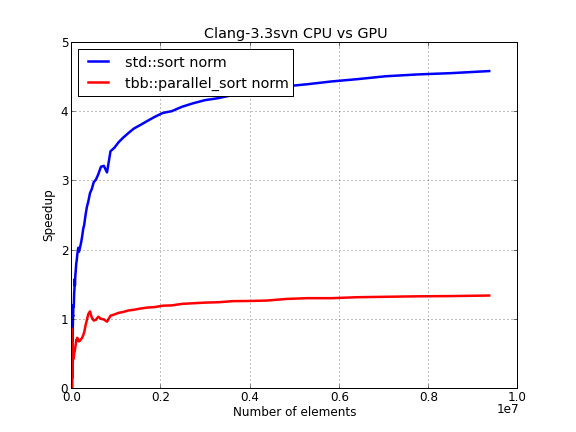 Clang-3.3svn CPU vs GPU
5
std::sort norm
tbb::parallel_sort norm
4
3
Speedup
2
1
0
0.0 0.2 0.4 0.6 0.8 1.0
Number of elements
1e7